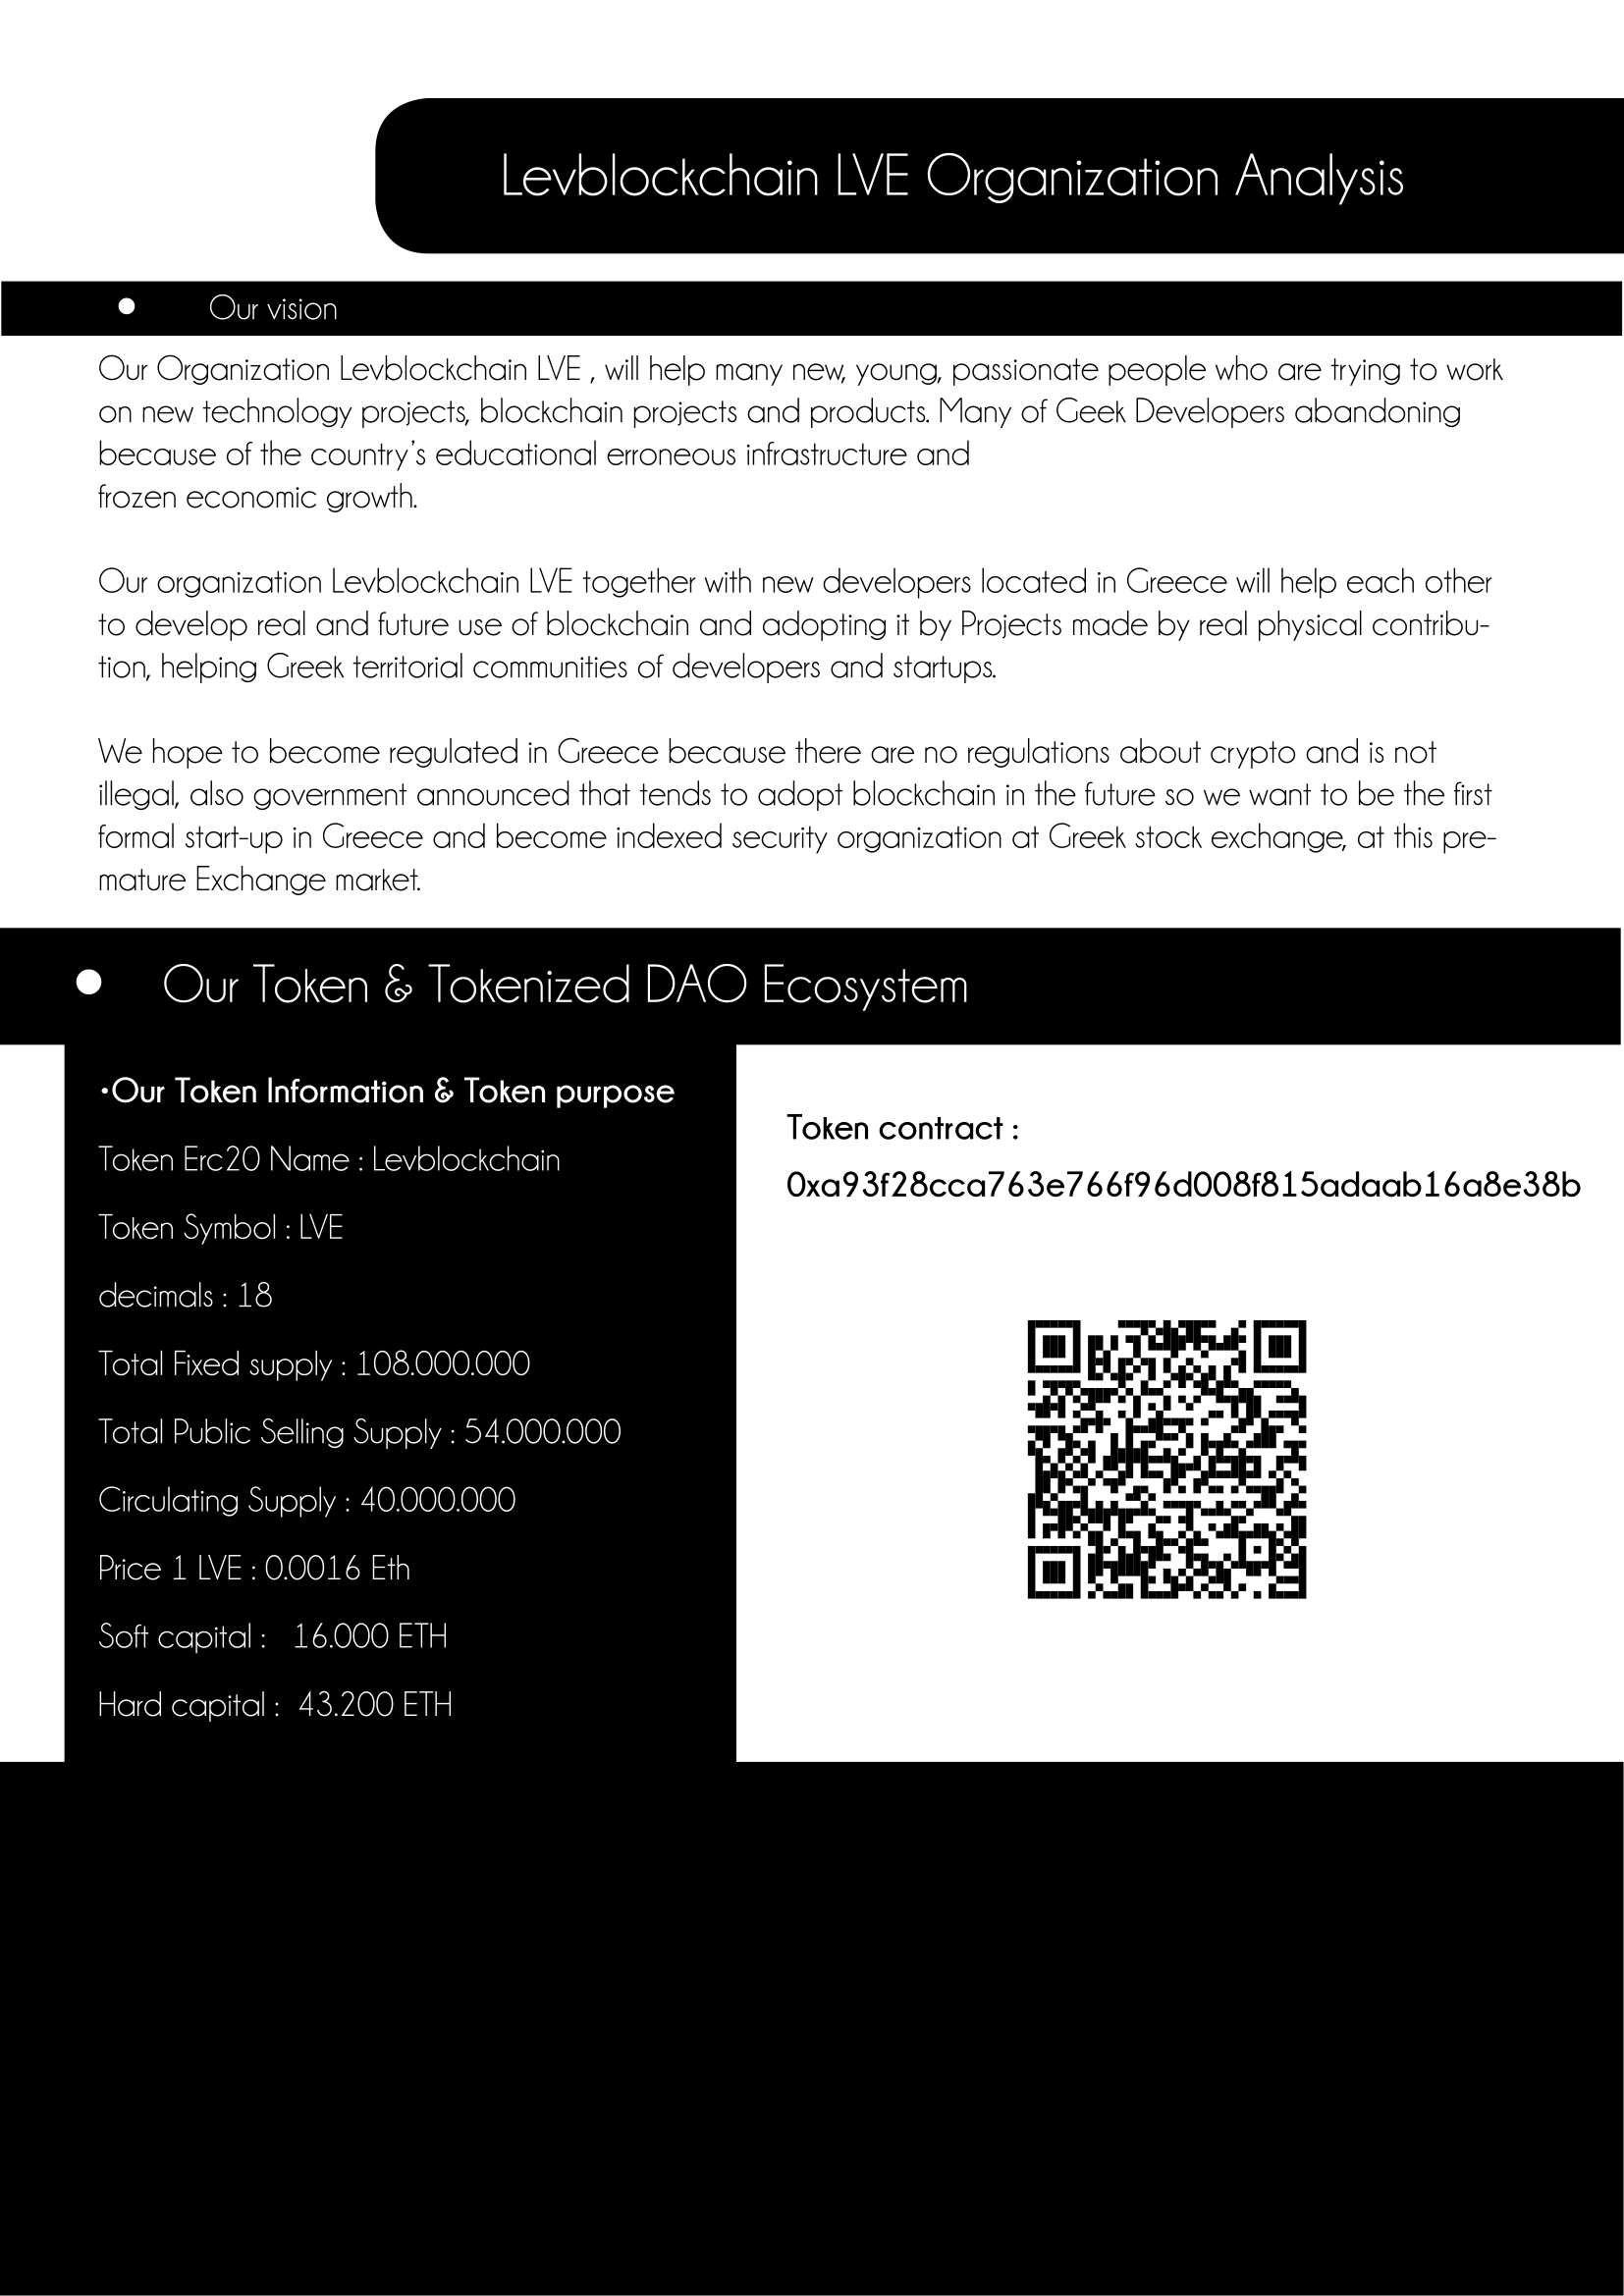 Levblockchain LVE Organization Analysis
● Our vision
Our Organization Levblockchain LVE , will help many new, young, passionate people who are trying to work
on new technology projects, blockchain projects and products. Many of Geek Developers abandoning
because of the country's educational erroneous infrastructure and
frozen economic growth.
Our organization Levblockchain LVE together with new developers located in Greece will help each other
to develop real and future use of blockchain and adopting it by Projects made by real physical contribu-
tion, helping Greek territorial communities of developers and startups.
We hope to become regulated in Greece because there are no regulations about crypto and is not
illegal, also government announced that tends to adopt blockchain in the future so we want to be the first
formal start-up in Greece and become indexed security organization at Greek stock exchange, at this pre-
mature Exchange market.
● Our Token & Tokenized DAO Ecosystem
•Our Token Information & Token purpose
Token Erc20 Name : Levblockchain
Token Symbol : LVE
decimals : 18
Total Fixed supply : 108.000.000
Total Public Selling Supply : 54.000.000
Circulating Supply : 40.000.000
Price 1 LVE : 0.0016 Eth
Soft capital : 16.000 ETH
Hard capital : 43.200 ETH
Token contract :
0xa93f28cca763e766f96d008f815adaab16a8e38b